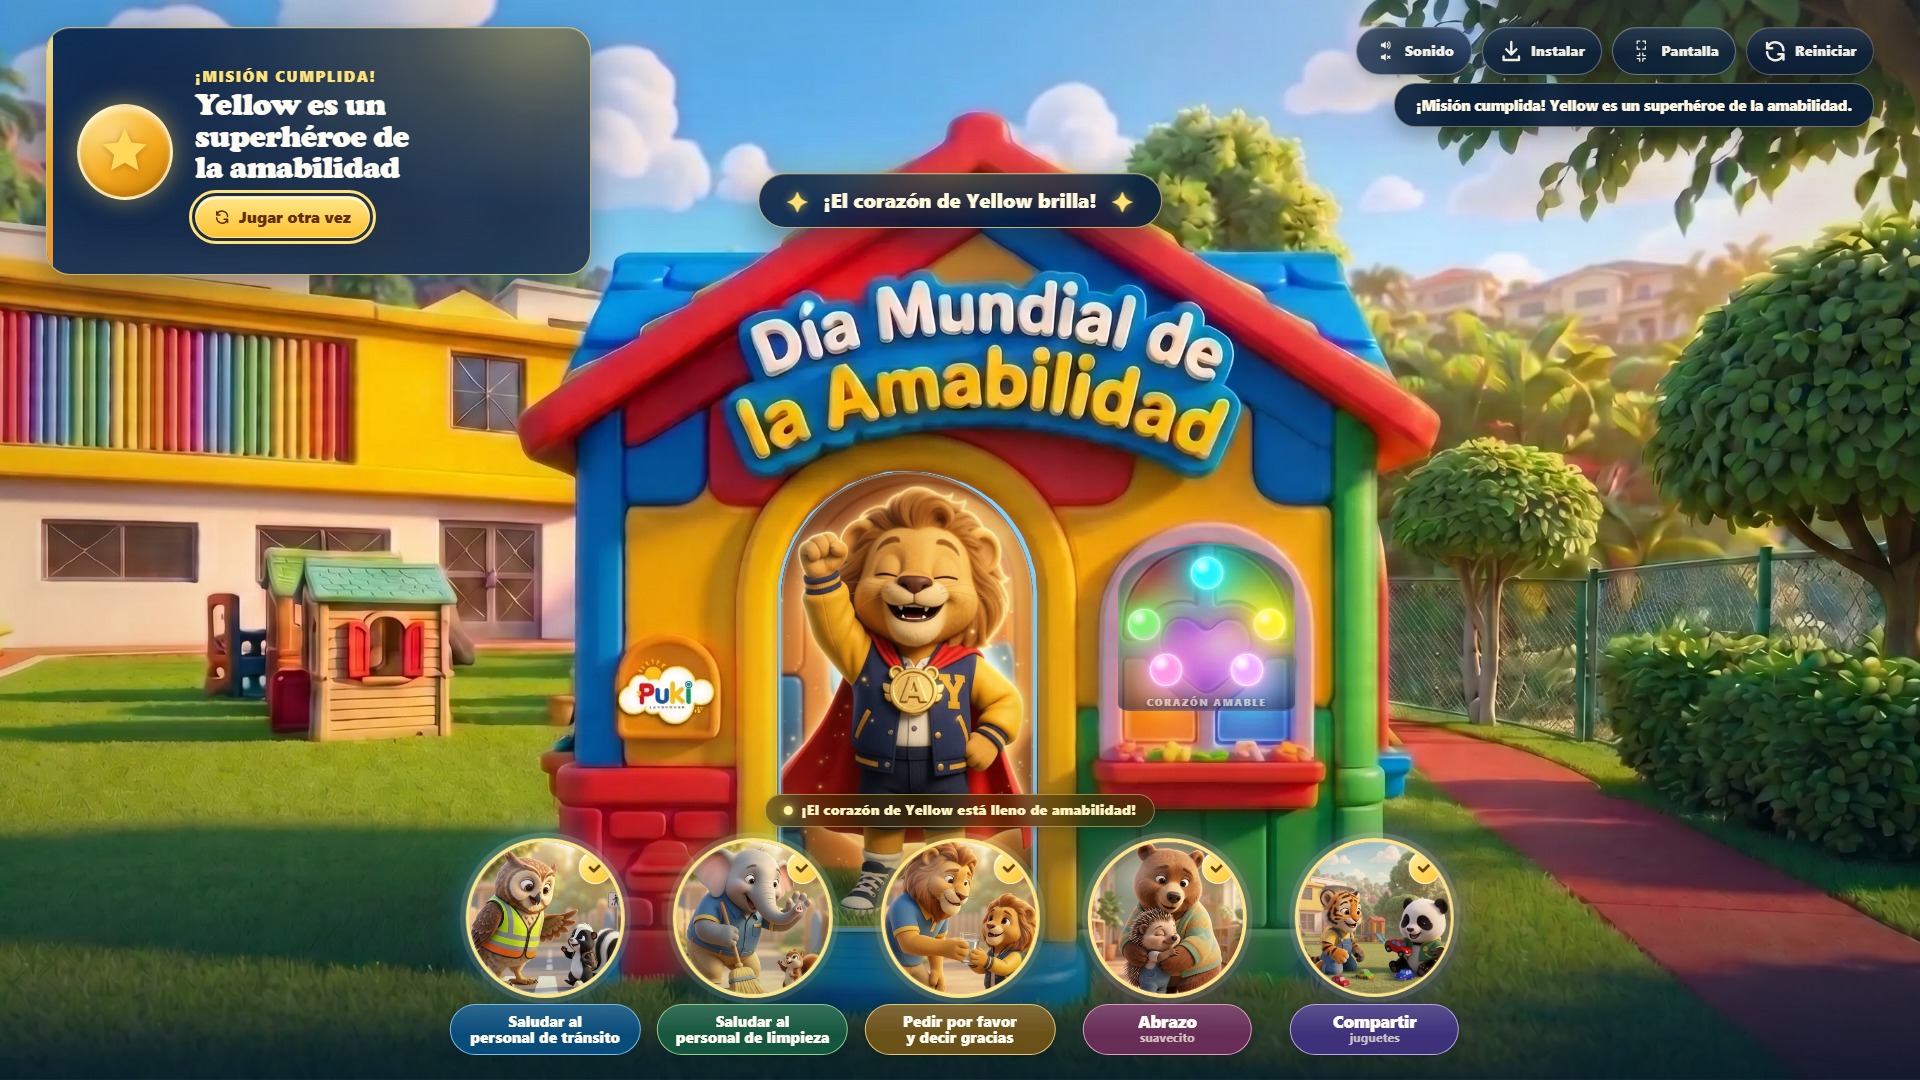 ¡MISIÓN CUMPLIDA!
Yellow es un
superhéroe de
la amabilidad
Jugar otra vez
Sonido
Instalar
Pantalla
Reiniciar
¡Misión cumplida! Yellow es un superhéroe de la amabilidad.
¡El corazón de Yellow brilla!
Día Mundial de
la Amabilidad
A
Y
Puki
CORAZÓN AMABLE
¡El corazón de Yellow está lleno de amabilidad!
Saludar al
personal de tránsito
Saludar al
personal de limpieza
Pedir por favor
y decir gracias
Abrazo
suavecito
Compartir
juguetes